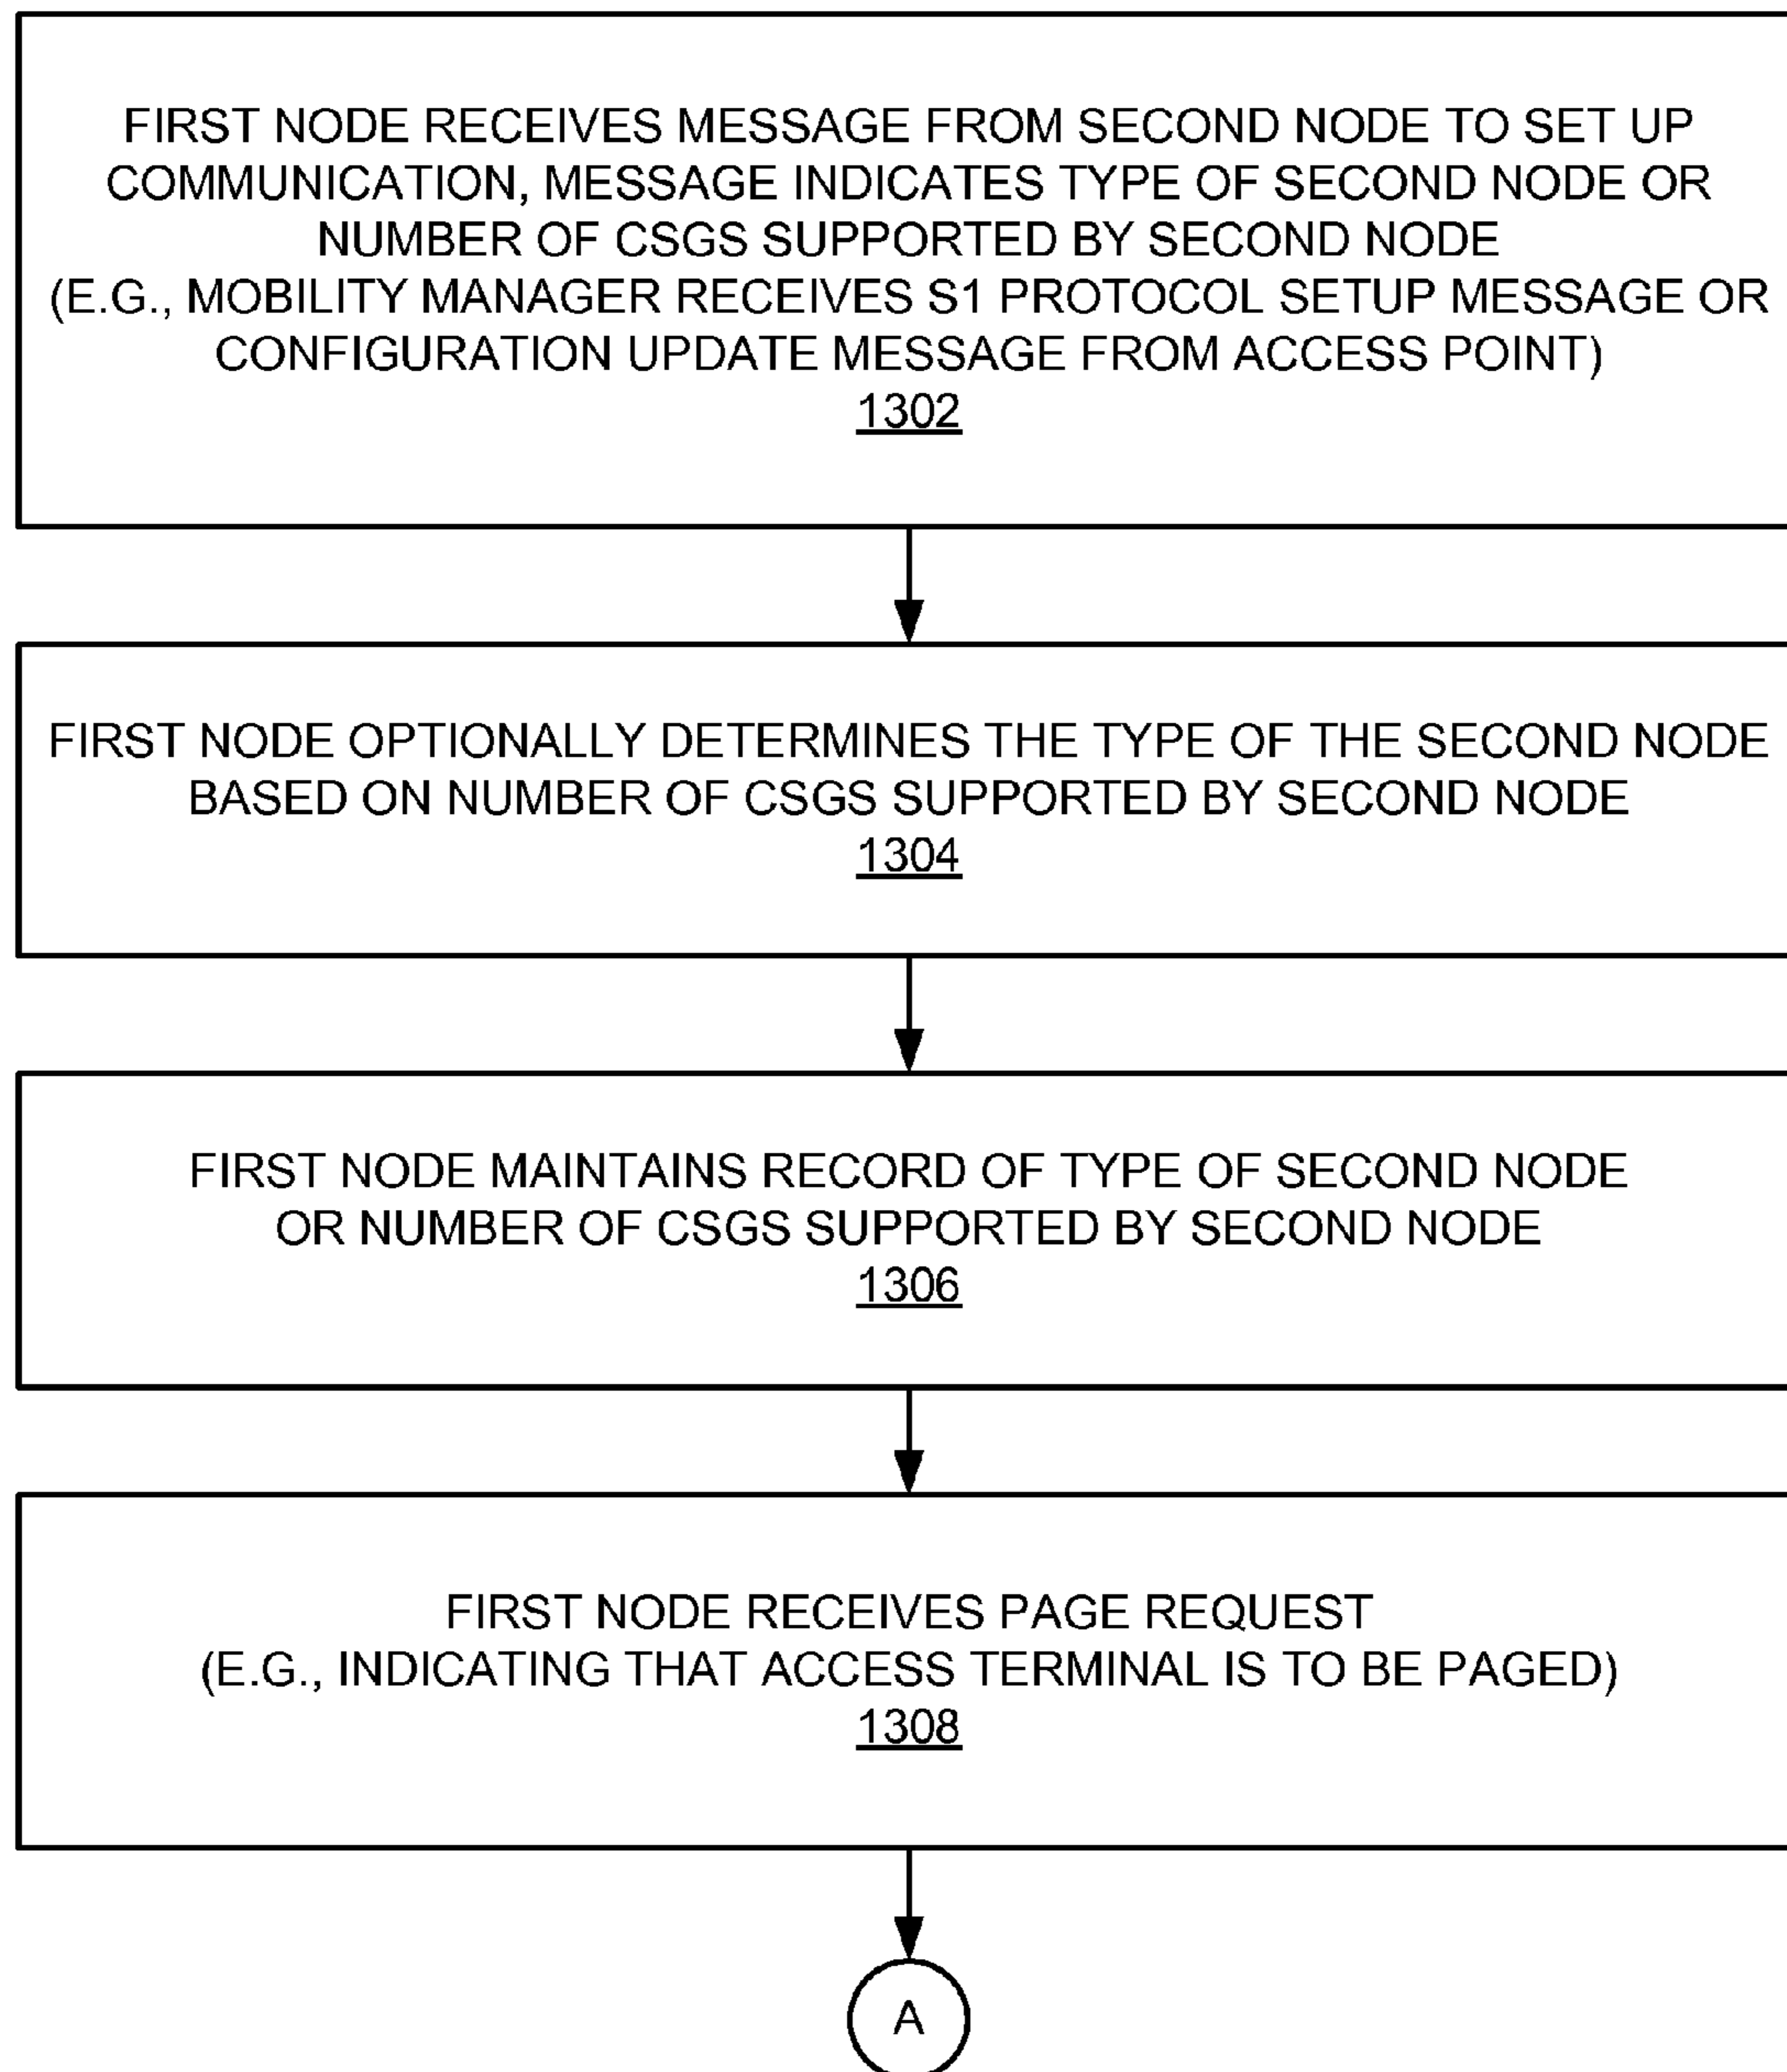 FIRST NODE RECEIVES MESSAGE FROM SECOND NODE TO SET UP
COMMUNICATION, MESSAGE INDICATES TYPE OF SECOND NODE OR
NUMBER OF CSGS SUPPORTED BY SECOND NODE
(E.G., MOBILITY MANAGER RECEIVES S1 PROTOCOL SETUP MESSAGE OR
CONFIGURATION UPDATE MESSAGE FROM ACCESS POINT)
1302
FIRST NODE OPTIONALLY DETERMINES THE TYPE OF THE SECOND NODE
BASED ON NUMBER OF CSGS SUPPORTED BY SECOND NODE
1304
FIRST NODE MAINTAINS RECORD OF TYPE OF SECOND NODE
OR NUMBER OF CSGS SUPPORTED BY SECOND NODE
1306
FIRST NODE RECEIVES PAGE REQUEST
(E.G., INDICATING THAT ACCESS TERMINAL IS TO BE PAGED)
1308
A